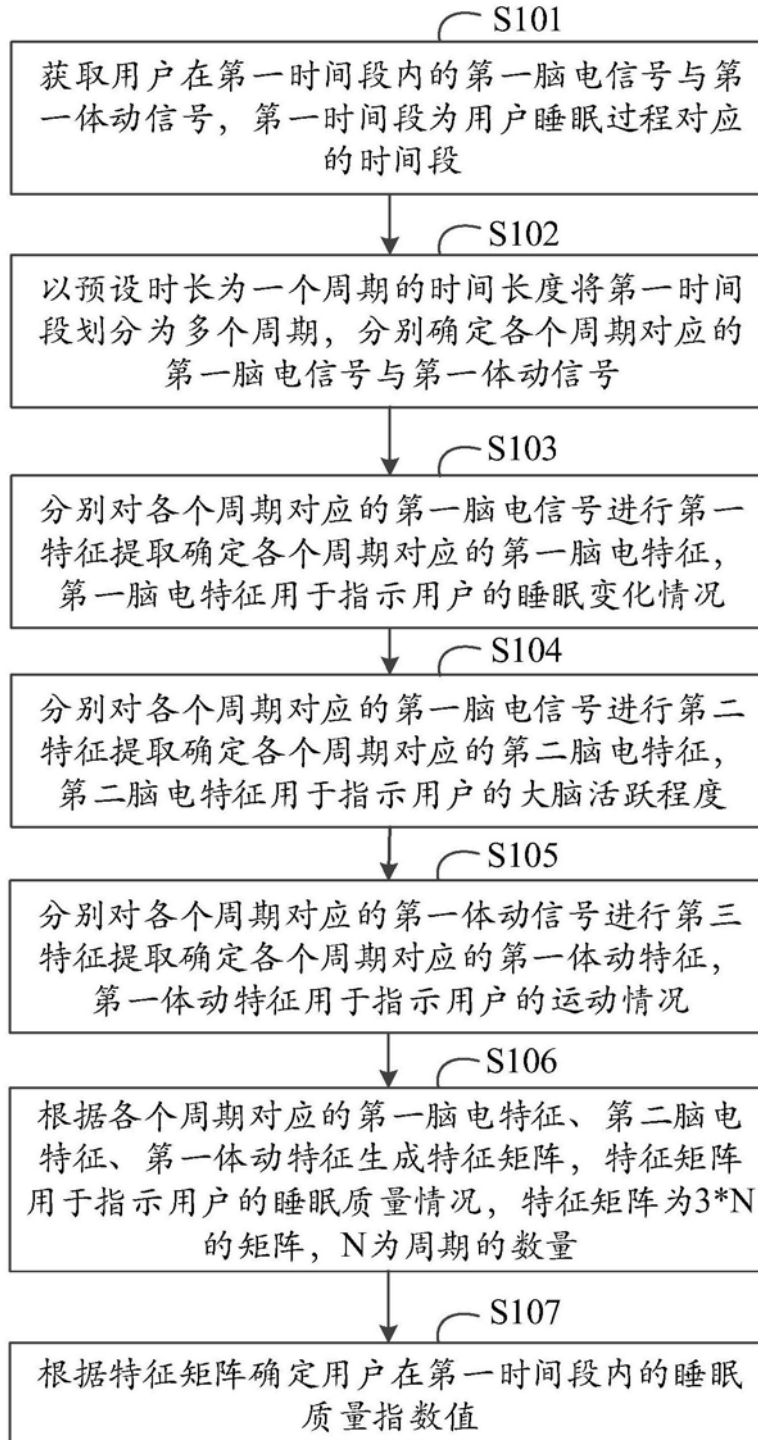 S101
获取用户在第一时间段内的第一脑电信号与第
一体动信号，第一时间段为用户睡眠过程对应
的时间段
S102
以预设时长为一个周期的时间长度将第一时间
段划分为多个周期，分别确定各个周期对应的
第一脑电信号与第一体动信号
S103
分别对各个周期对应的第一脑电信号进行第一
特征提取确定各个周期对应的第一脑电特征，
第一脑电特征用于指示用户的睡眠变化情况
S104
分别对各个周期对应的第一脑电信号进行第二
特征提取确定各个周期对应的第二脑电特征，
第二脑电特征用于指示用户的大脑活跃程度
S105
分别对各个周期对应的第一体动信号进行第三
特征提取确定各个周期对应的第一体动特征，
第一体动特征用于指示用户的运动情况
S106
根据各个周期对应的第一脑电特征、第二脑电
特征、第一体动特征生成特征矩阵，特征矩阵
用于指示用户的睡眠质量情况，特征矩阵为3*N
的矩阵，N为周期的数量
S107
根据特征矩阵确定用户在第一时间段内的睡眠
质量指数值